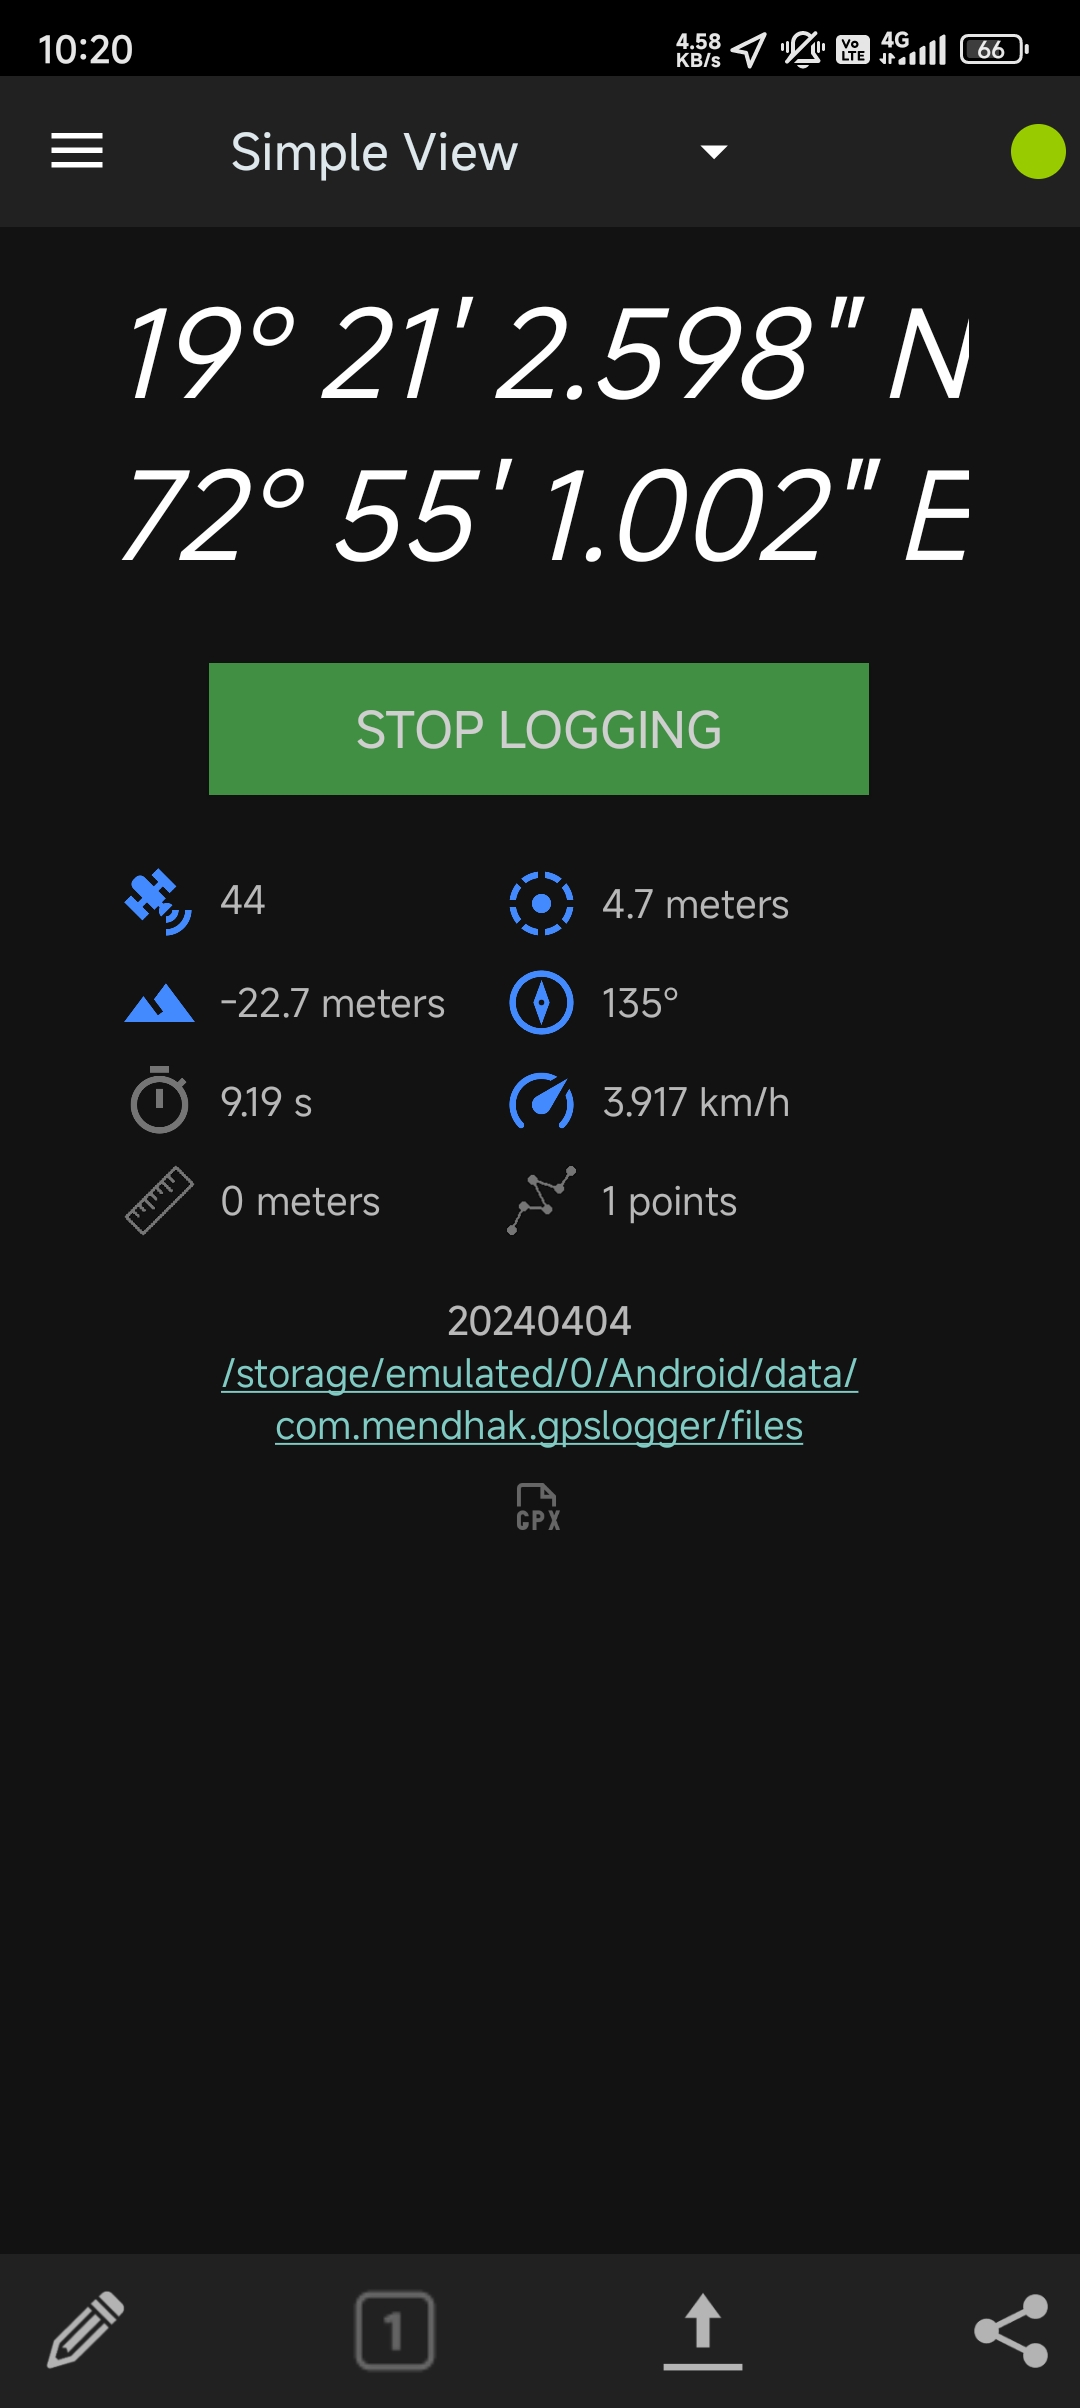 10:20
4.58
KB/s
Vo
LTE
4G
66
Simple View
19° 21' 2.598" N
72° 55' 1.002" E
STOP LOGGING
44
4.7 meters
-22.7 meters
135°
9.19 s
3.917 km/h
0 meters
1 points
20240404
/storage/emulated/0/Android/data/
com.mendhak.gpslogger/files
GPX
1